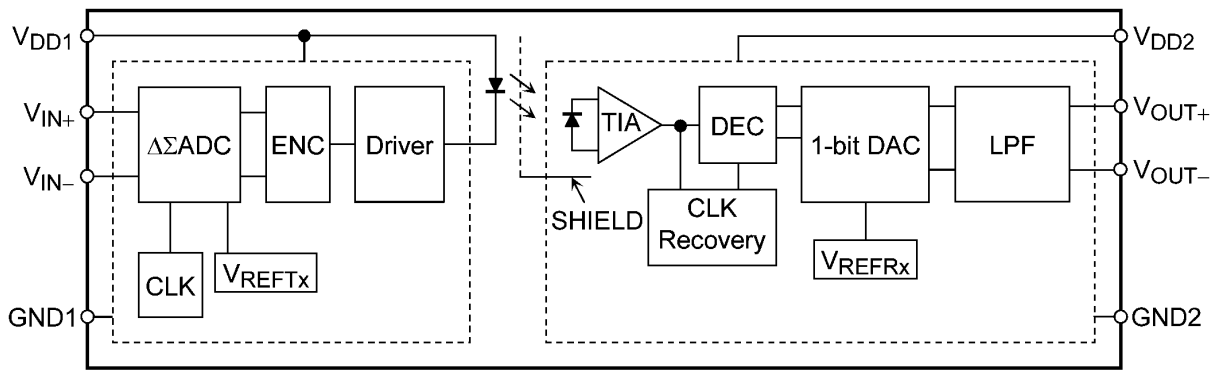 VDD1
VDD2
VIN+
VIN−
ΔΣADC
ENC
Driver
CLK
VREFTx
GND1
SHIELD
TIA
DEC
1-bit DAC
LPF
CLK
Recovery
VREFRx
VOUT+
VOUT−
GND2